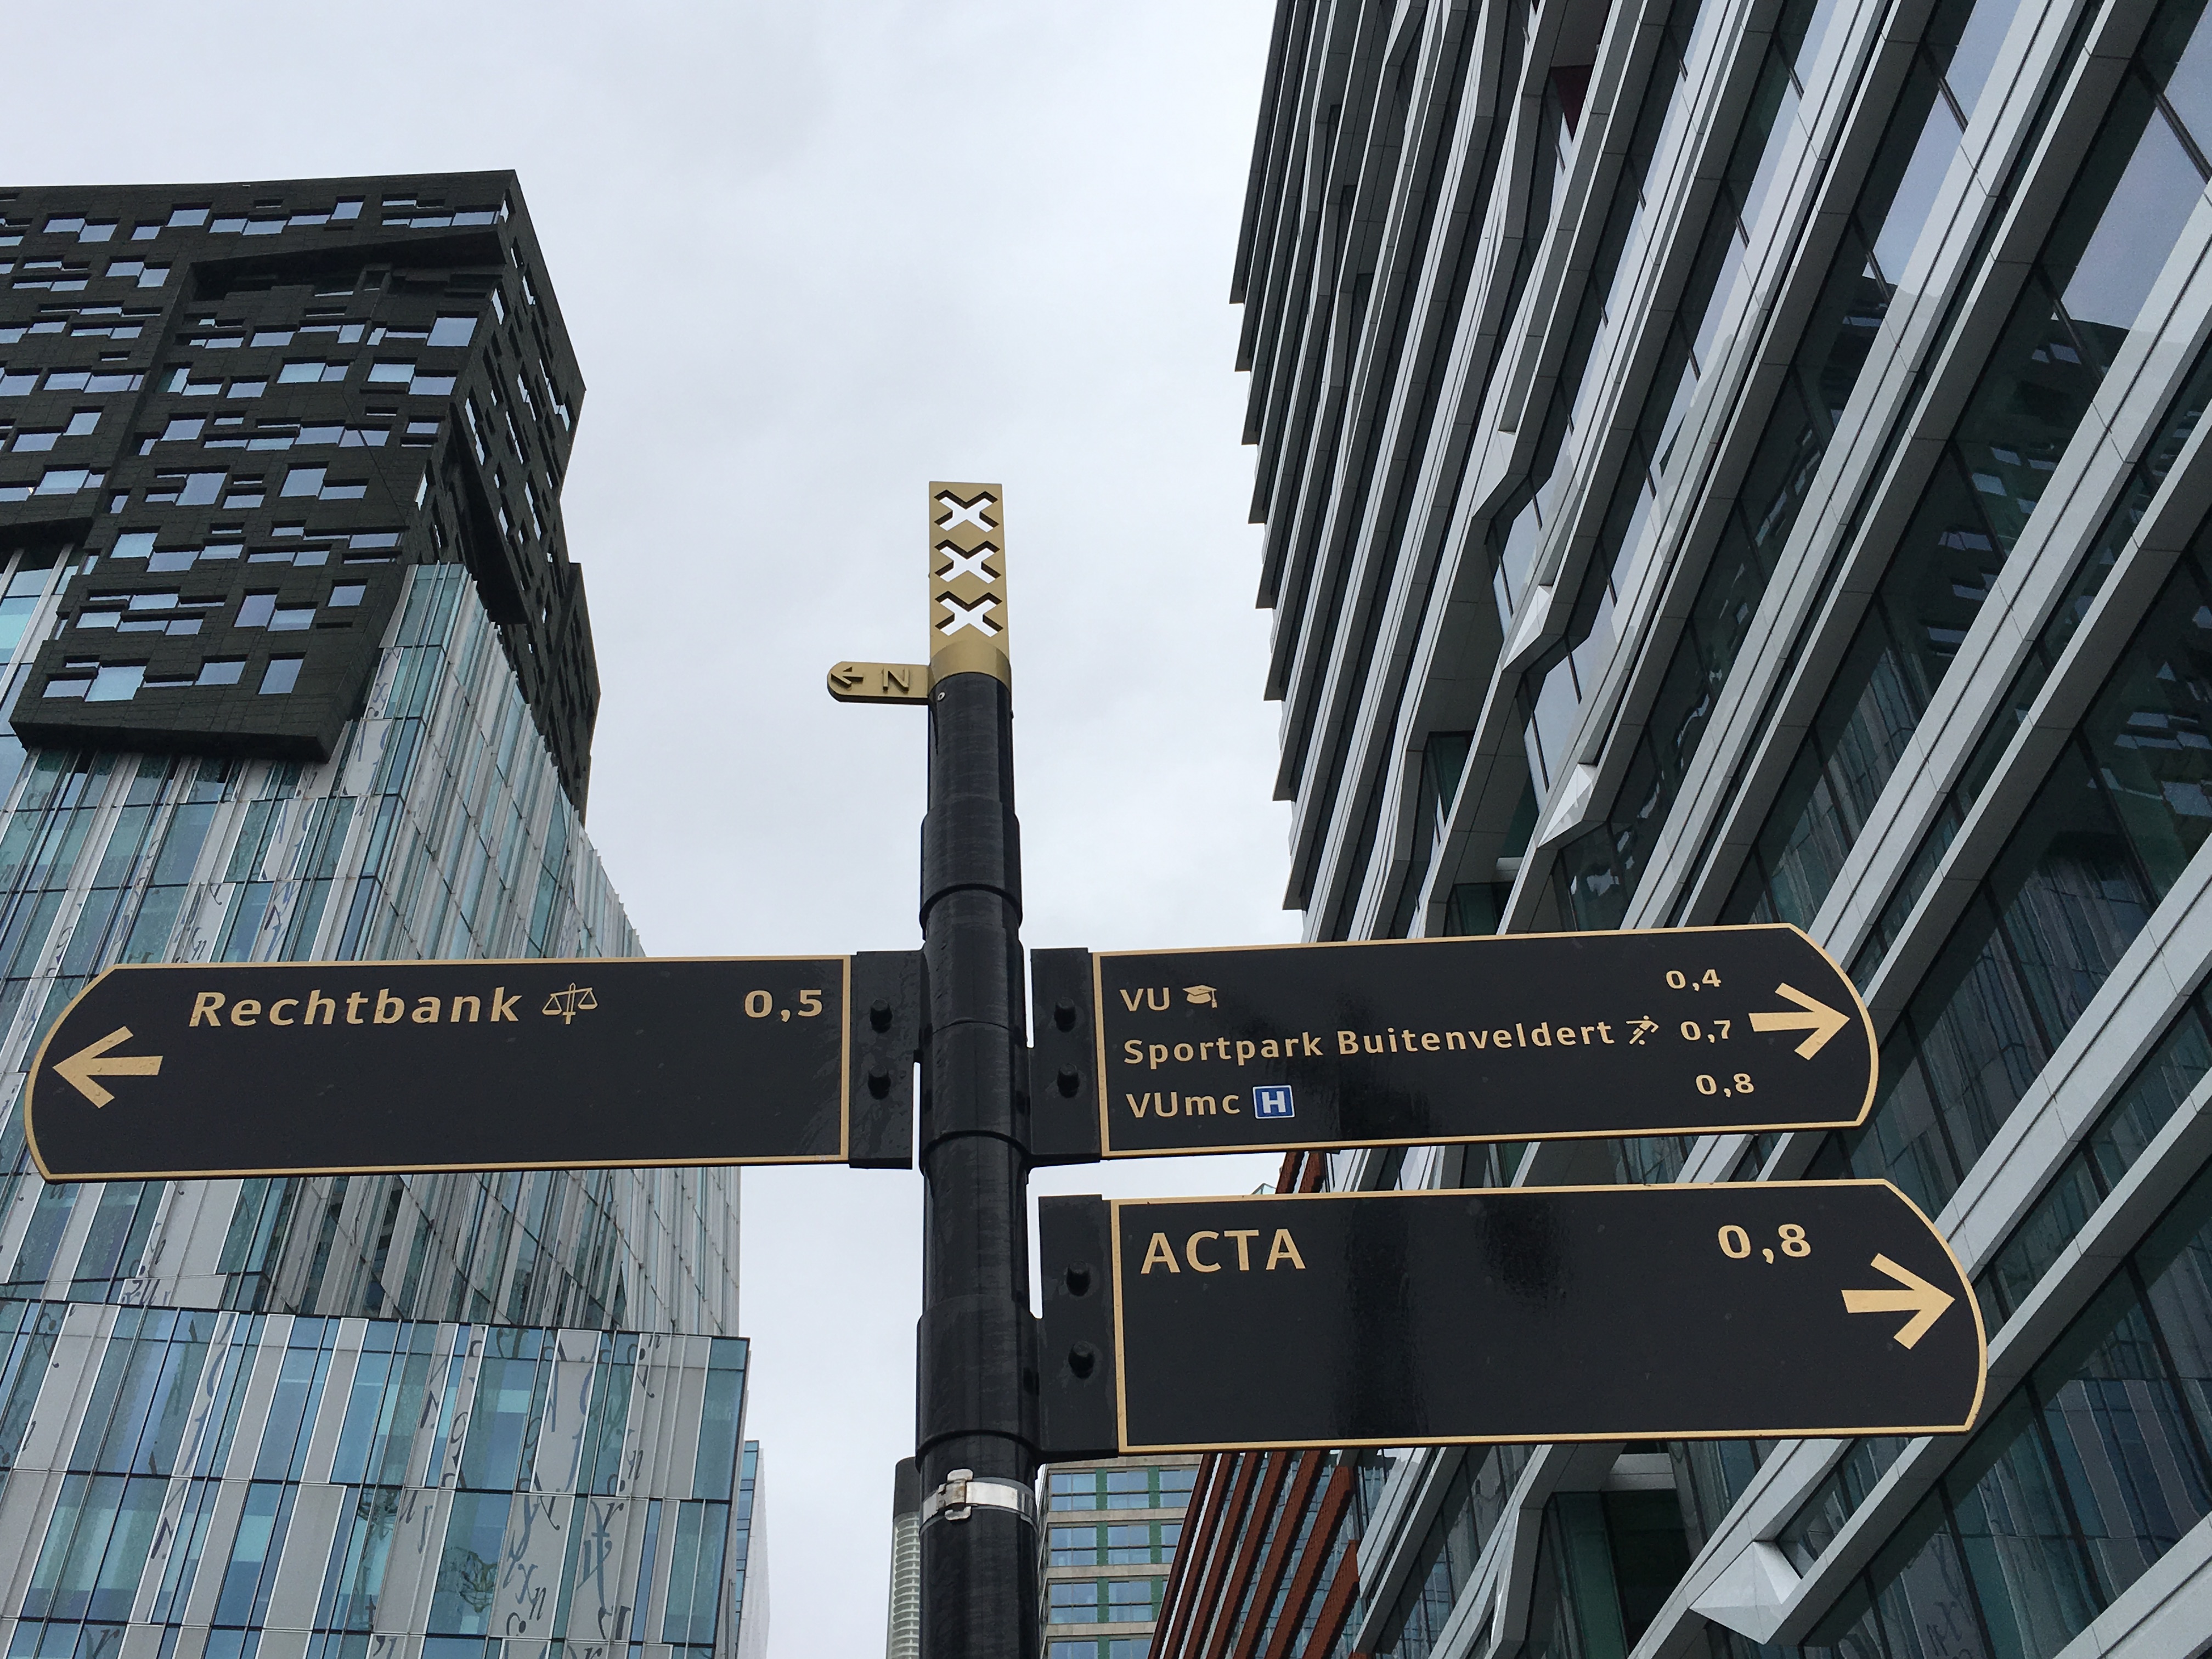 XXX
← N
← Rechtbank 0,5
VU 0,4
Sportpark Buitenveldert 0,7 →
VUmc H 0,8
ACTA 0,8 →